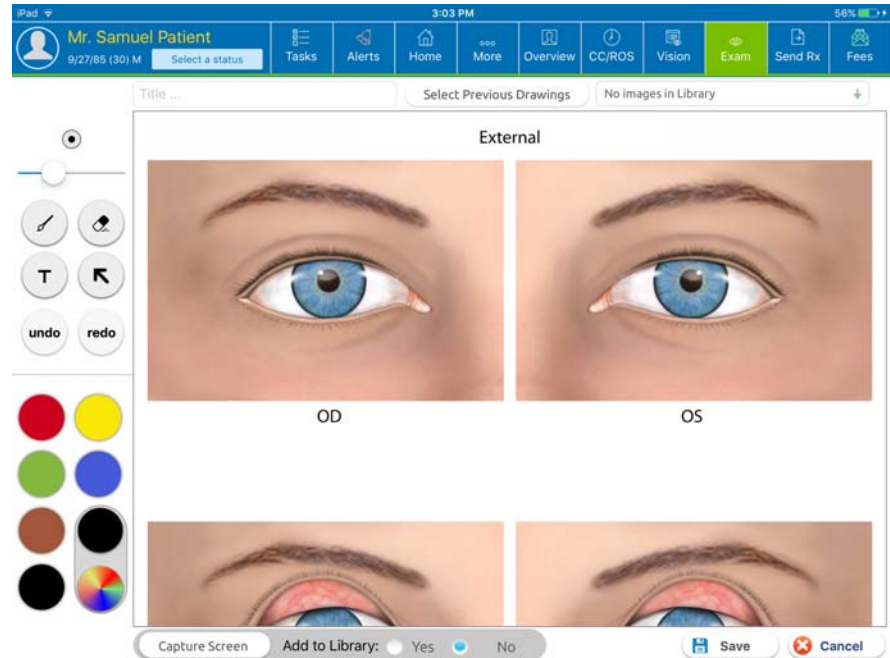 iPad 3:03 PM 56%
Mr. Samuel Patient
9/27/85 (30) M Select a status
Tasks Alerts Home More Overview CC/ROS Vision Exam Send Rx Fees
Title ... Select Previous Drawings No images in Library
External
OD OS
T
undo redo
Capture Screen Add to Library: Yes No Save Cancel